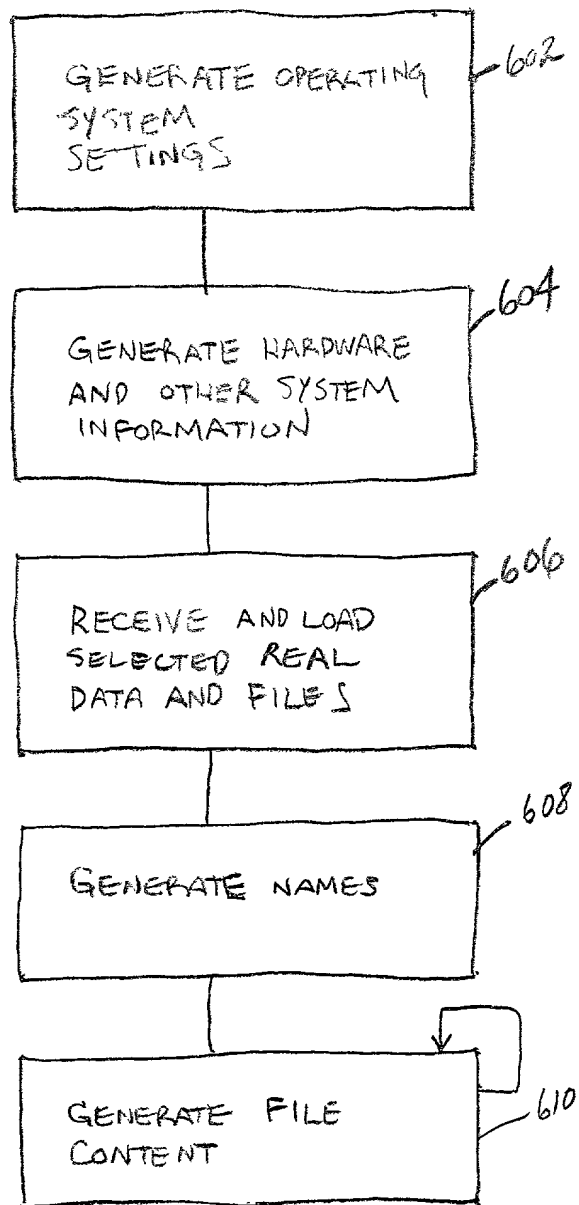 GENERATE OPERATING
SYSTEM
SETTINGS
602
GENERATE HARDWARE
AND OTHER SYSTEM
INFORMATION
604
RECEIVE AND LOAD
SELECTED REAL
DATA AND FILES
606
GENERATE NAMES
608
GENERATE FILE
CONTENT
610